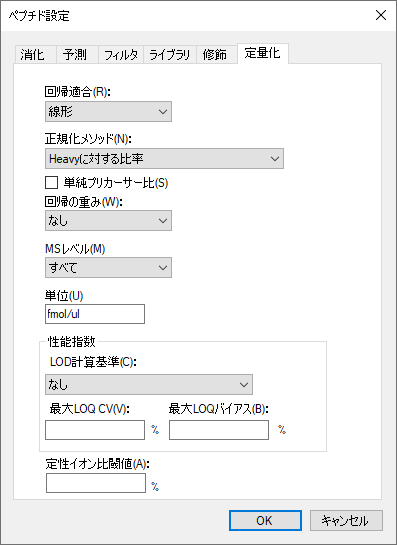 ペプチド設定
消化 予測 フィルタ ライブラリ 修飾 定量化
回帰適合(R):
線形
正規化メソッド(N):
Heavyに対する比率
単純プリカーサー比(S)
回帰の重み(W):
なし
MSレベル(M)
すべて
単位(U)
fmol/ul
性能指数
LOD計算基準(C):
なし
最大LOQ CV(V): 最大LOQバイアス(B):
% %
定性イオン比閾値(A):
%
OK キャンセル